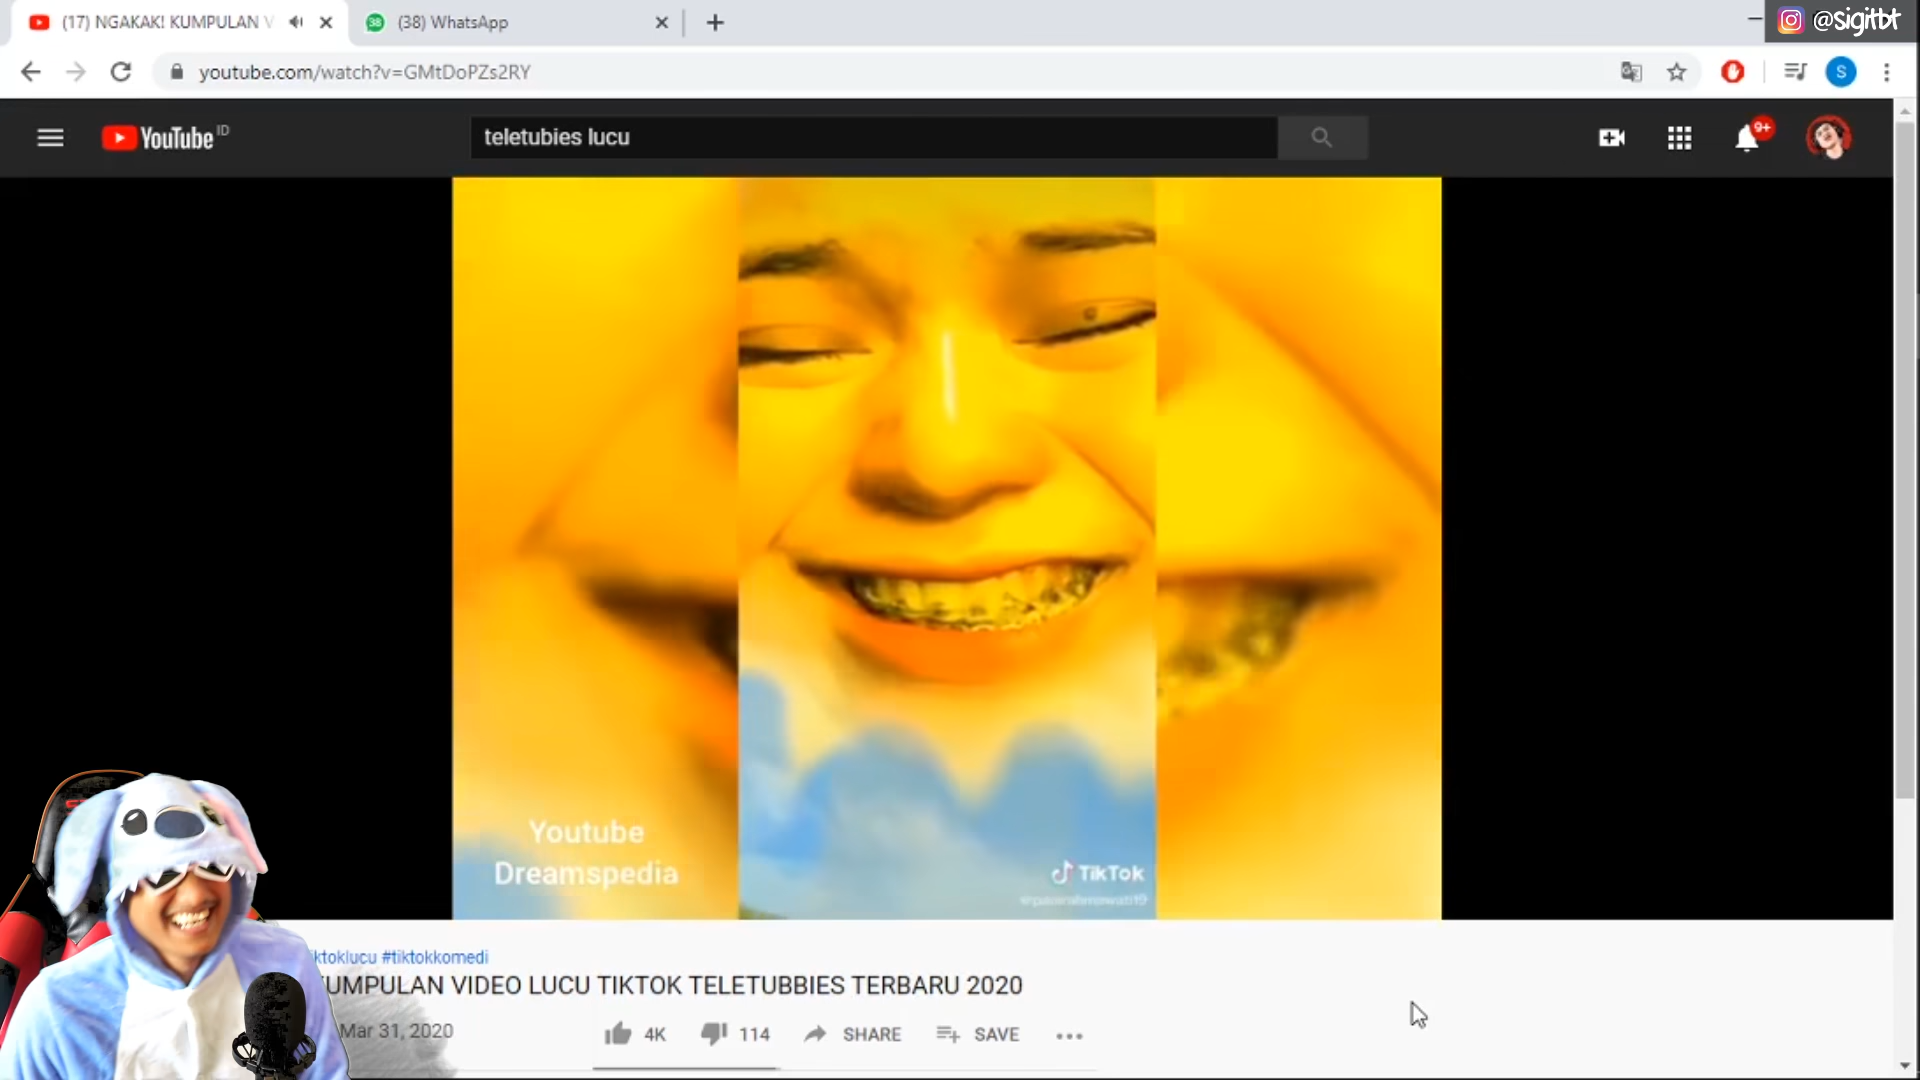 (17) NGAKAK! KUMPULAN V
(38) WhatsApp
@sigitbt
youtube.com/watch?v=GMtDoPZs2RY
S
YouTube ID
teletubies lucu
9+
Youtube
Dreamspedia
TikTok
ktoklucu #tiktokkomedi
UMPULAN VIDEO LUCU TIKTOK TELETUBBIES TERBARU 2020
Mar 31, 2020
4K
114
SHARE
SAVE